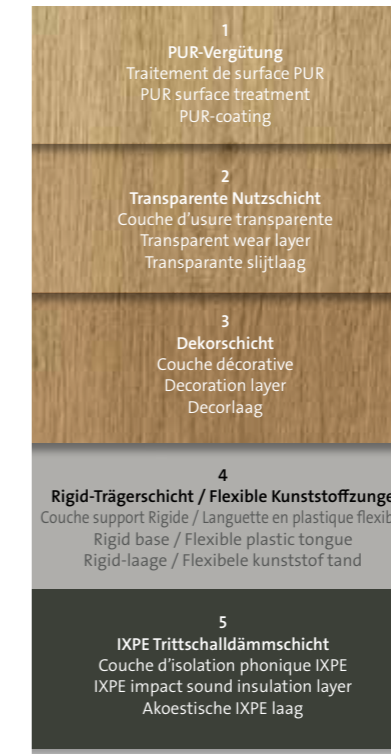 1
PUR-Vergütung
Traitement de surface PUR
PUR surface treatment
PUR-coating
2
Transparente Nutzschicht
Couche d'usure transparente
Transparent wear layer
Transparante slijtlaag
3
Dekorschicht
Couche décorative
Decoration layer
Decorlaag
4
Rigid-Trägerschicht / Flexible Kunststoffzunge
Couche support Rigide / Languette en plastique flexib
Rigid base / Flexible plastic tongue
Rigid-laage / Flexibele kunststof tand
5
IXPE Trittschalldämmschicht
Couche d'isolation phonique IXPE
IXPE impact sound insulation layer
Akoestische IXPE laag